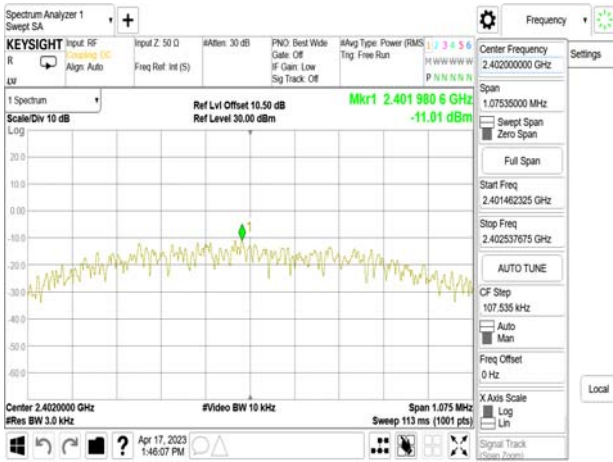 Spectrum Analyzer 1
Swept SA
Frequency
KEYSIGHT
R
Input: RF
Coupling: DC
Align: Auto
Input Z: 50 Ω
Freq Ref: Int (S)
#Atten: 30 dB
PNO: Best Wide
Gate: Off
IF Gain: Low
Sig Track: Off
#Avg Type: Power (RMS
Trig: Free Run
1 2 3 4 5 6
M W W W W W
P N N N N N
1 Spectrum
Scale/Div 10 dB
Log
Ref Lvl Offset 10.50 dB
Ref Level 30.00 dBm
Mkr1 2.401 980 6 GHz
-11.01 dBm
20.0
10.0
0.00
-10.0
-20.0
-30.0
-40.0
-50.0
-60.0
1
Center 2.4020000 GHz
#Res BW 3.0 kHz
#Video BW 10 kHz
Span 1.075 MHz
Sweep 113 ms (1001 pts)
Apr 17, 2023
1:46:07 PM
Center Frequency
2.402000000 GHz
Span
1.07535000 MHz
Swept Span
Zero Span
Full Span
Start Freq
2.401462325 GHz
Stop Freq
2.402537675 GHz
AUTO TUNE
CF Step
107.535 kHz
Auto
Man
Freq Offset
0 Hz
X Axis Scale
Log
Lin
Signal Track
(Span Zoom)
Settings
Local